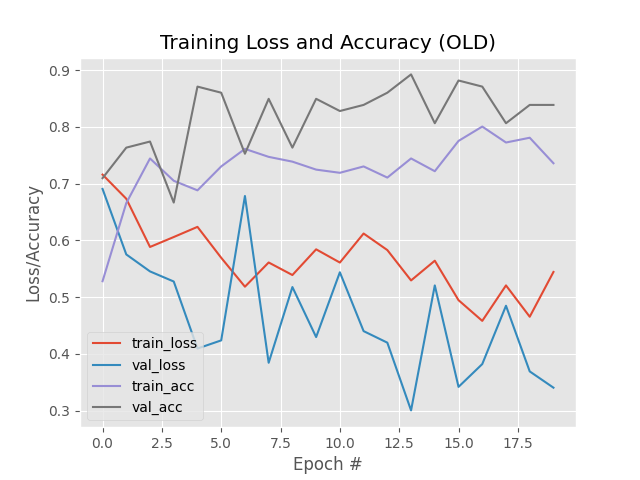 Training Loss and Accuracy (OLD)
Loss/Accuracy
0.9
0.8
0.7
0.6
0.5
0.4
0.3
train_loss
val_loss
train_acc
val_acc
0.0 2.5 5.0 7.5 10.0 12.5 15.0 17.5
Epoch #